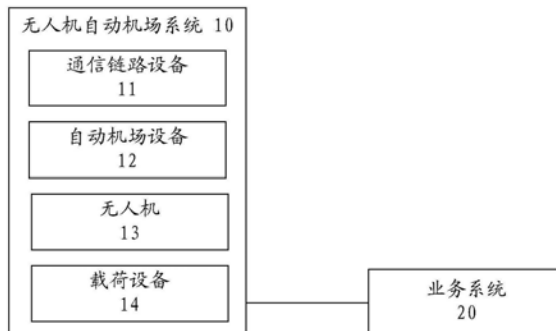 无人机自动机场系统 10
通信链路设备
11
自动机场设备
12
无人机
13
载荷设备
14
业务系统
20